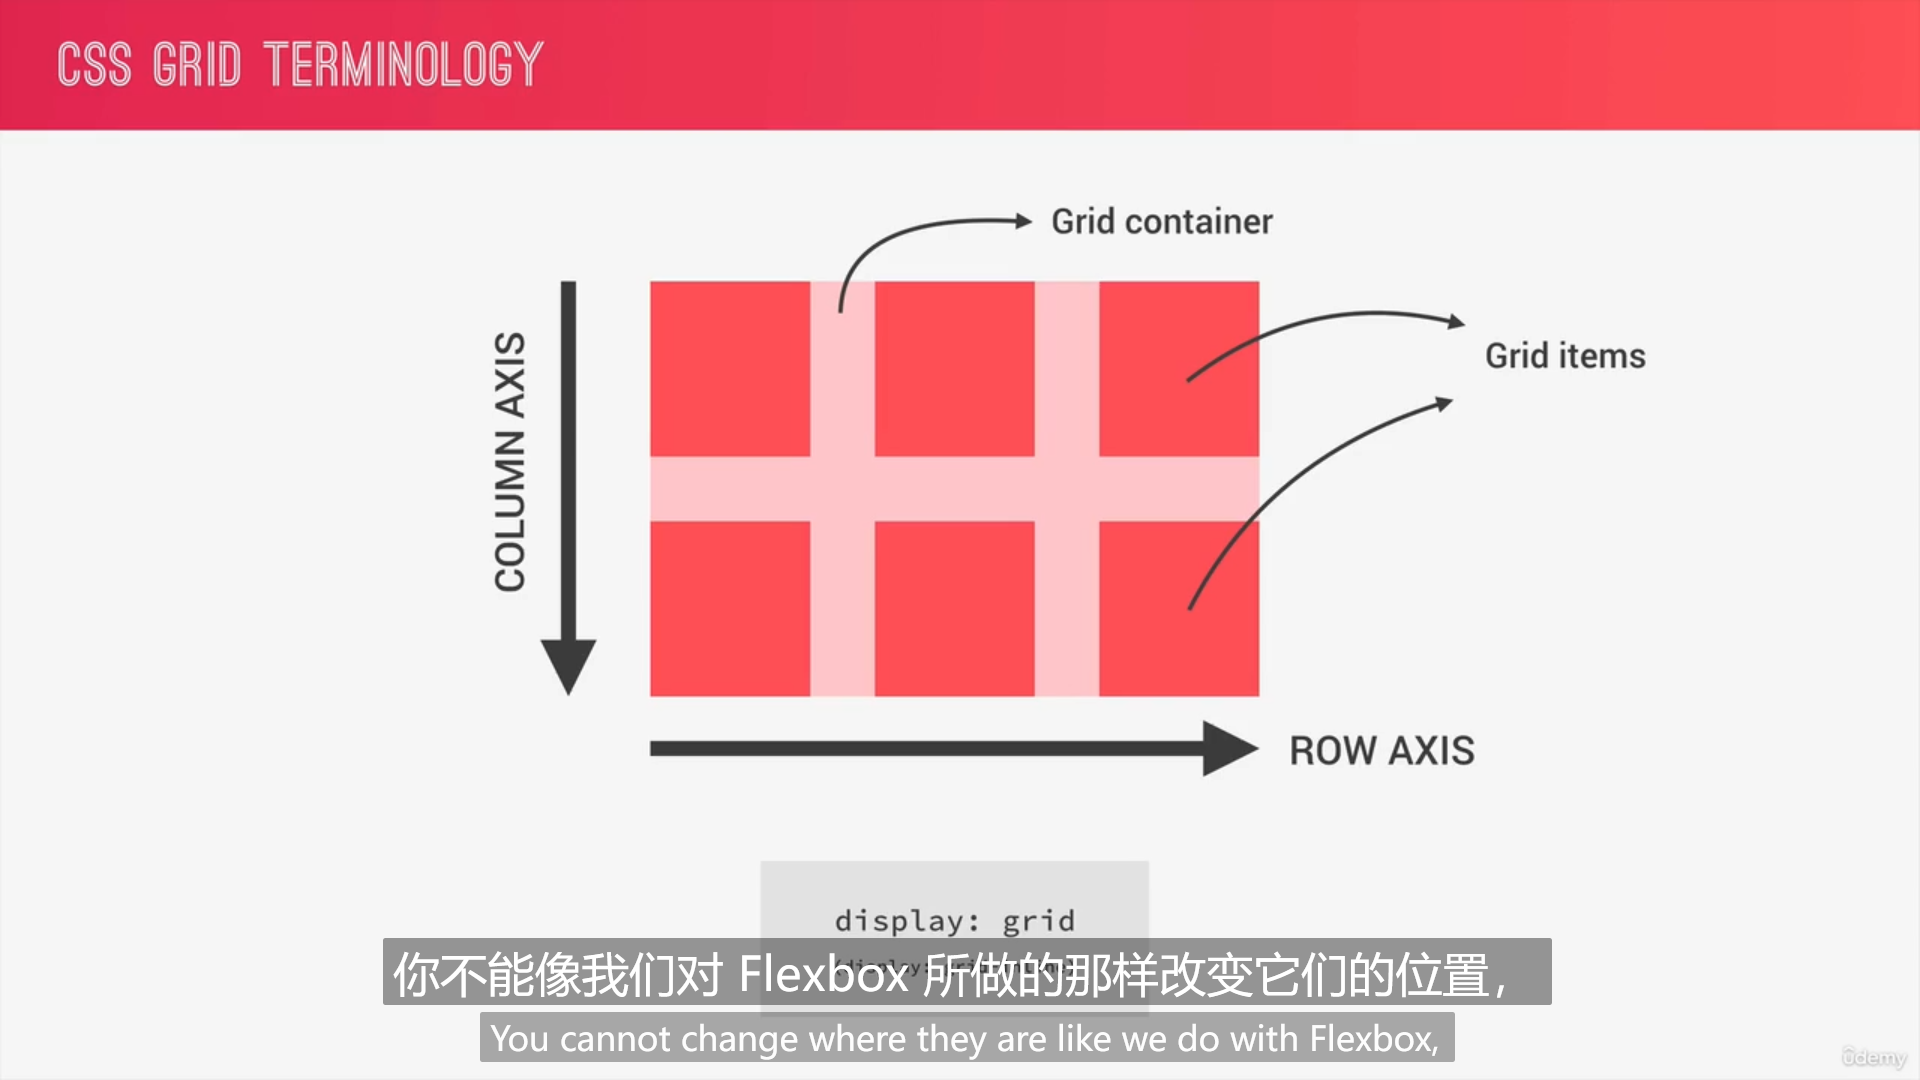 CSS GRID TERMINOLOGY
Grid container
Grid items
COLUMN AXIS
ROW AXIS
display: grid
你不能像我们对 Flexbox 所做的那样改变它们的位置，
You cannot change where they are like we do with Flexbox,
ûdemy